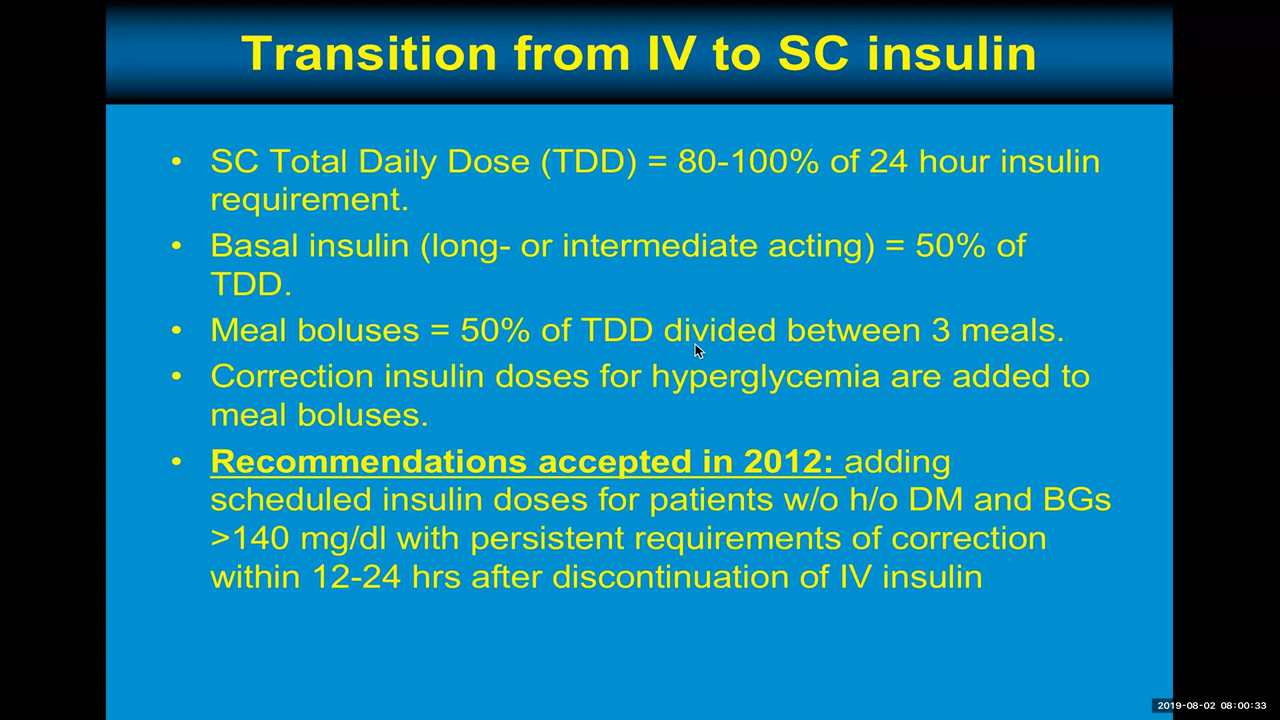 Transition from IV to SC insulin
• SC Total Daily Dose (TDD) = 80-100% of 24 hour insulin
requirement.
• Basal insulin (long- or intermediate acting) = 50% of
TDD.
• Meal boluses = 50% of TDD divided between 3 meals.
• Correction insulin doses for hyperglycemia are added to
meal boluses.
• Recommendations accepted in 2012: adding
scheduled insulin doses for patients w/o h/o DM and BGs
>140 mg/dl with persistent requirements of correction
within 12-24 hrs after discontinuation of IV insulin
2019-08-02 08:00:33